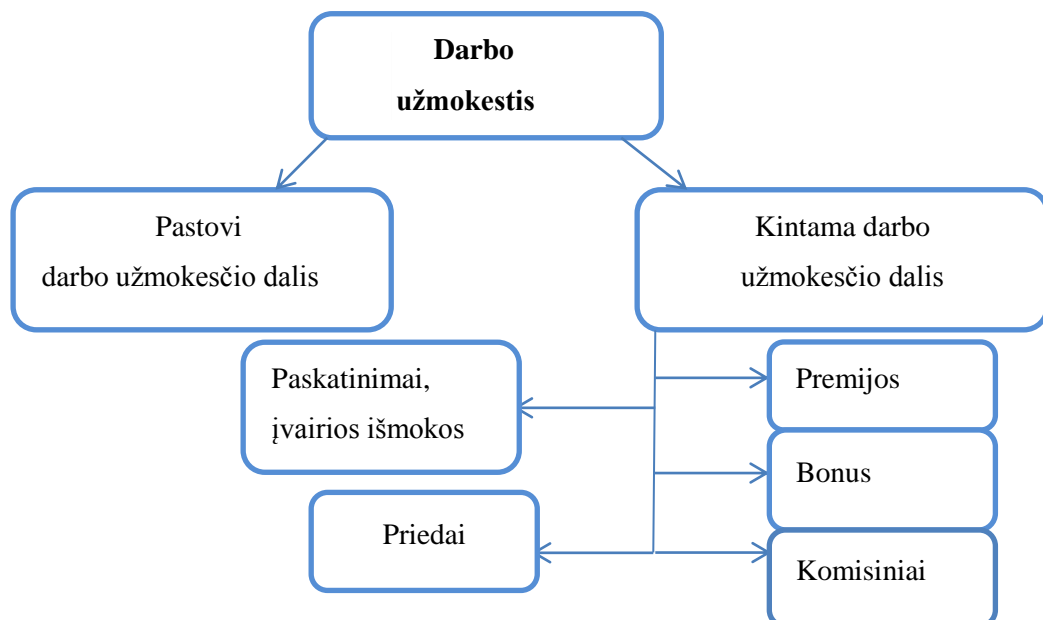 Darbo
užmokestis
Pastovi
darbo užmokesčio dalis
Kintama darbo
užmokesčio dalis
Paskatinimai,
įvairios išmokos
Premijos
Bonus
Priedai
Komisiniai